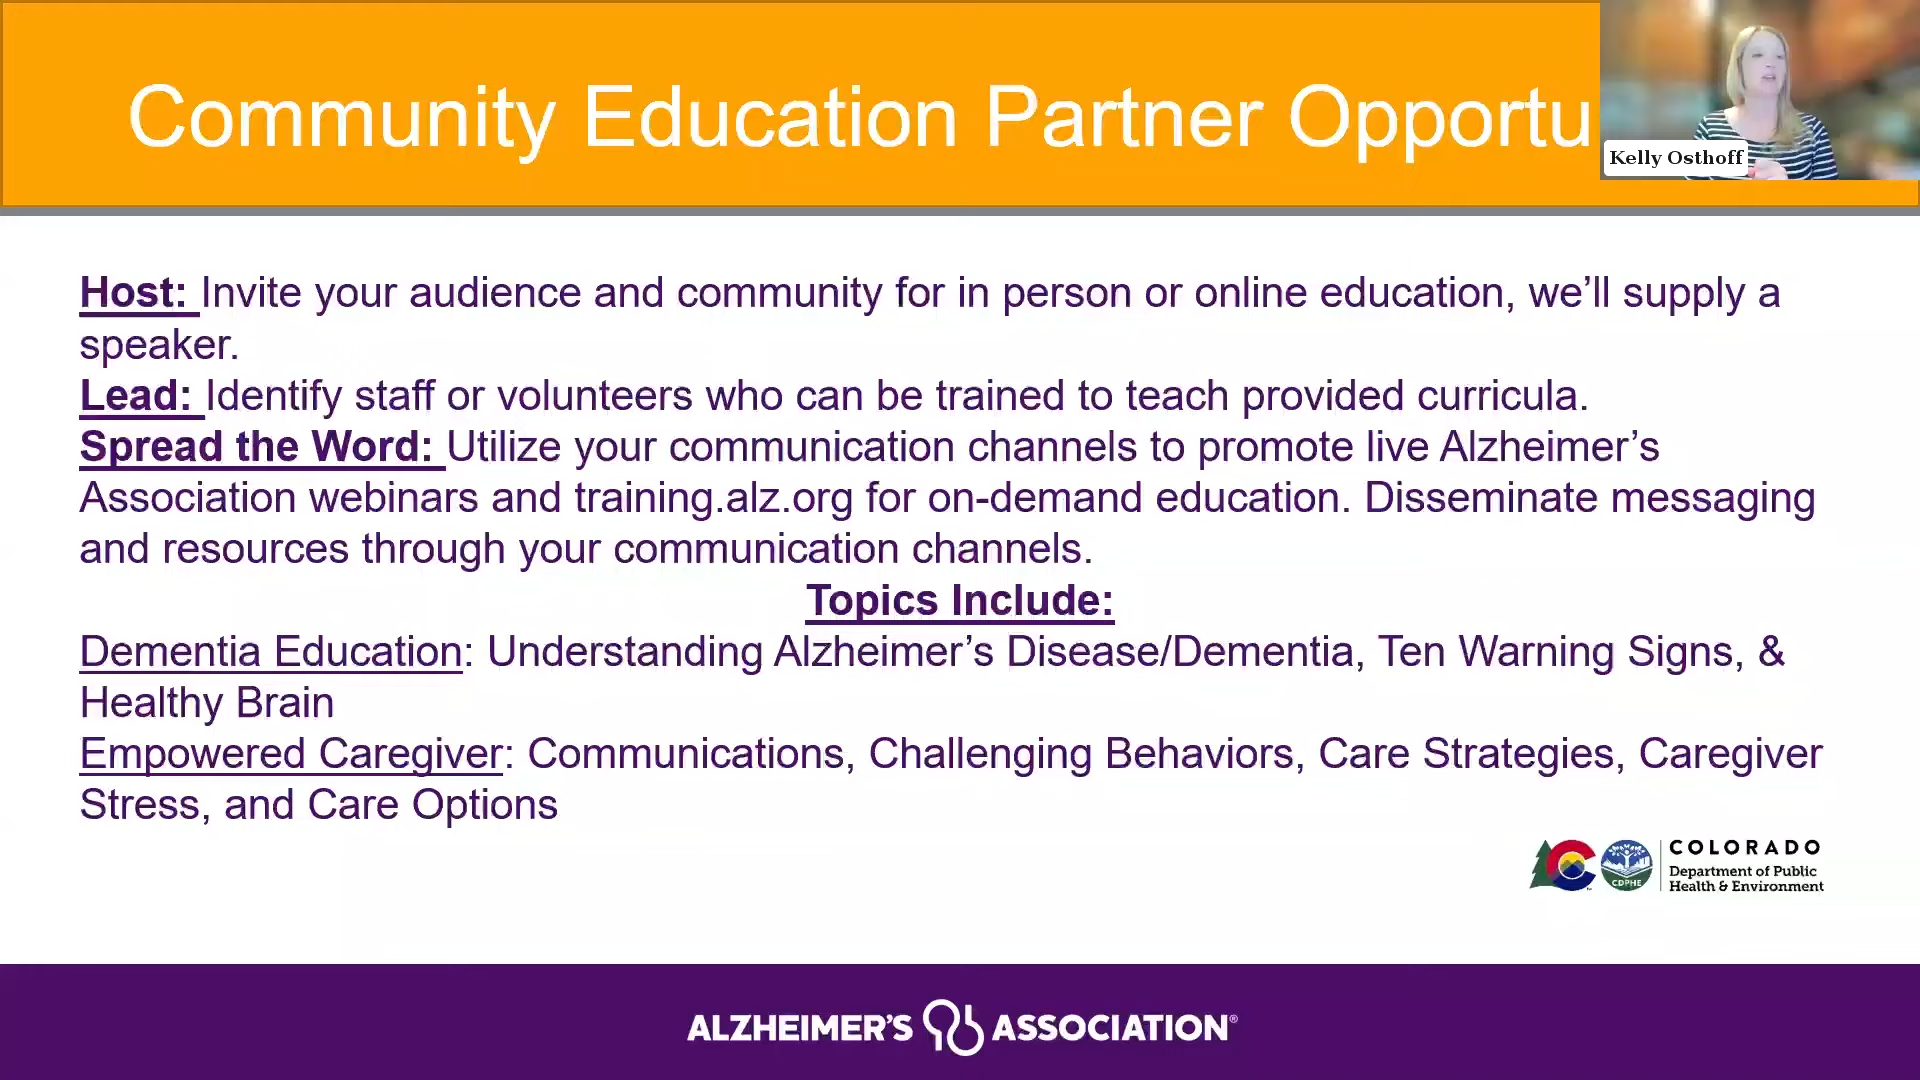 Community Education Partner Opportu
Kelly Osthoff
Host: Invite your audience and community for in person or online education, we’ll supply a
speaker.
Lead: Identify staff or volunteers who can be trained to teach provided curricula.
Spread the Word: Utilize your communication channels to promote live Alzheimer’s
Association webinars and training.alz.org for on-demand education. Disseminate messaging
and resources through your communication channels.
Topics Include:
Dementia Education: Understanding Alzheimer’s Disease/Dementia, Ten Warning Signs, &
Healthy Brain
Empowered Caregiver: Communications, Challenging Behaviors, Care Strategies, Caregiver
Stress, and Care Options
CDPHE
COLORADO
Department of Public
Health & Environment
ALZHEIMER’S ASSOCIATION®